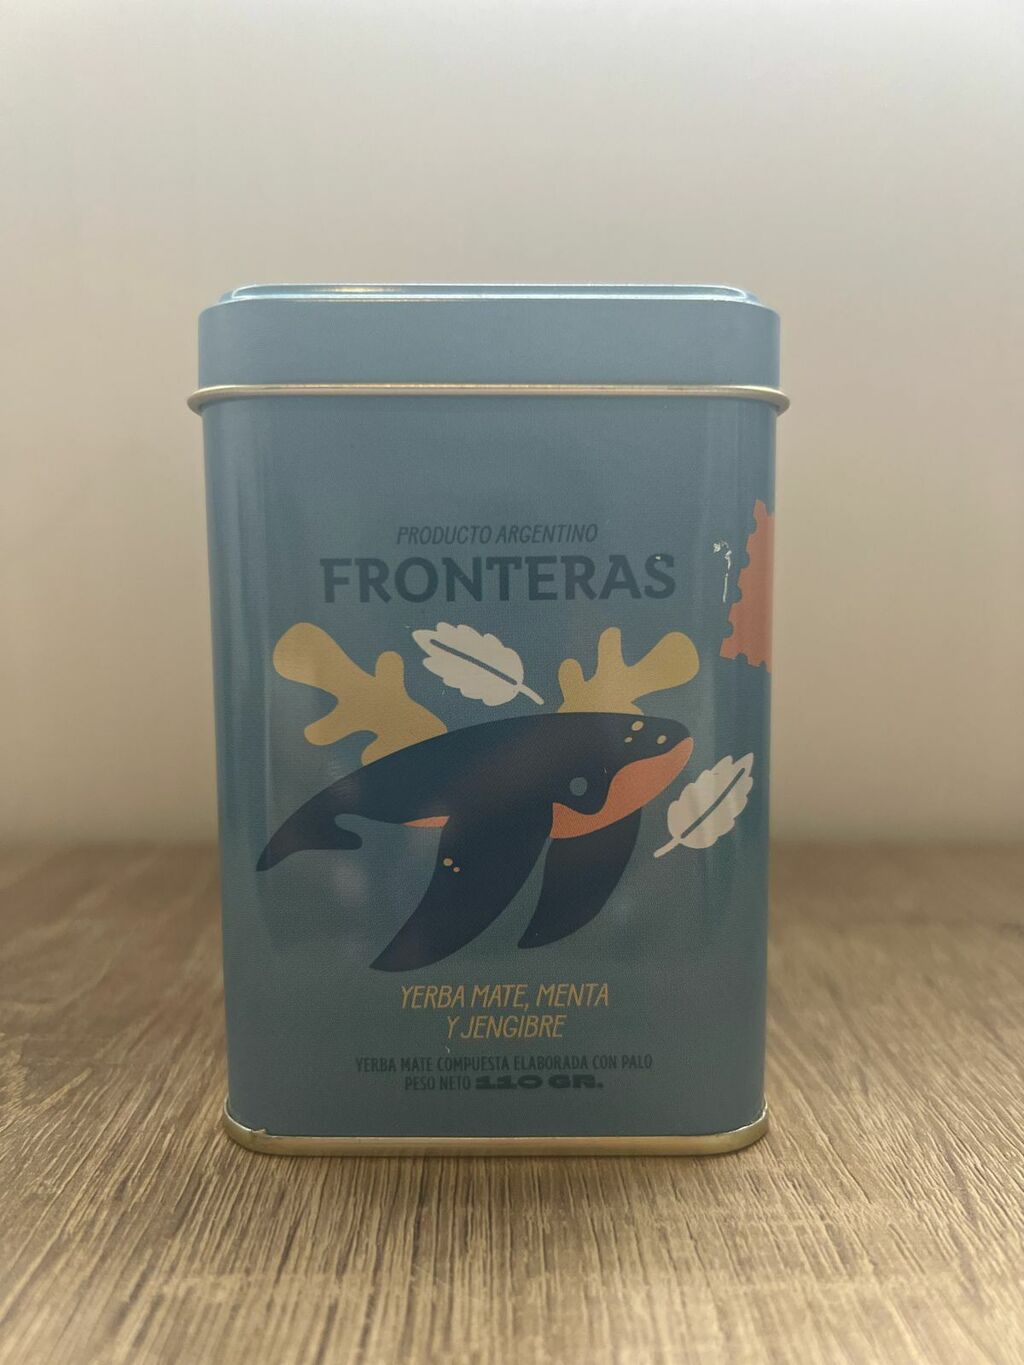 PRODUCTO ARGENTINO
FRONTERAS
YERBA MATE, MENTA
Y JENGIBRE
YERBA MATE COMPUESTA ELABORADA CON PALO
PESO NETO 110 GR.